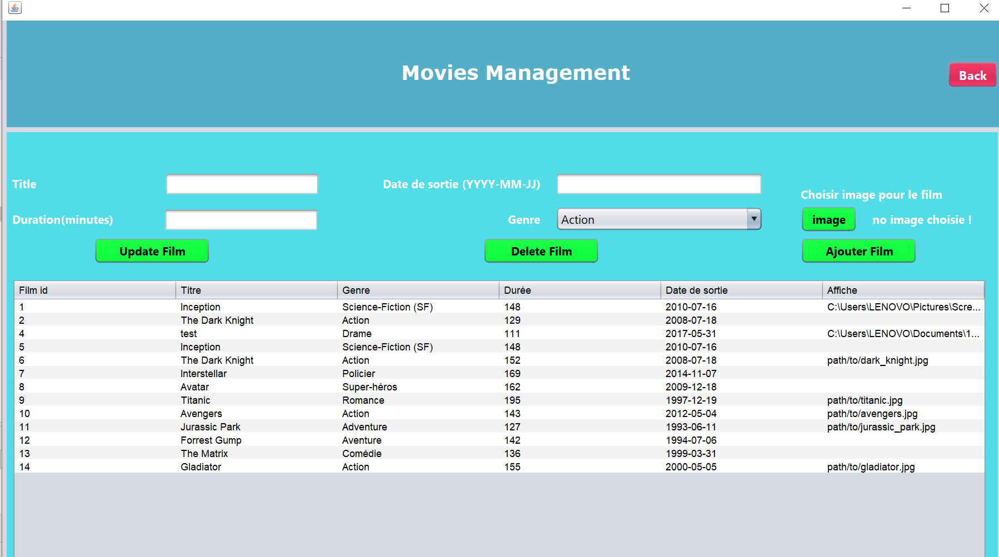 Movies Management
Back
Title
Date de sortie (YYYY-MM-JJ)
Choisir image pour le film
Duration(minutes)
Genre
Action
image
no image choisie !
Update Film
Delete Film
Ajouter Film
Film id Titre Genre Durée Date de sortie Affiche
1 Inception Science-Fiction (SF) 148 2010-07-16 C:\Users\LENOVO\Pictures\Scre...
2 The Dark Knight Action 129 2008-07-18
4 test Drame 111 2017-05-31 C:\Users\LENOVO\Documents\1...
5 Inception Science-Fiction (SF) 148 2010-07-16
6 The Dark Knight Action 152 2008-07-18 path/to/dark_knight.jpg
7 Interstellar Policier 169 2014-11-07
8 Avatar Super-héros 162 2009-12-18
9 Titanic Romance 195 1997-12-19 path/to/titanic.jpg
10 Avengers Action 143 2012-05-04 path/to/avengers.jpg
11 Jurassic Park Adventure 127 1993-06-11 path/to/jurassic_park.jpg
12 Forrest Gump Aventure 142 1994-07-06
13 The Matrix Comédie 136 1999-03-31
14 Gladiator Action 155 2000-05-05 path/to/gladiator.jpg